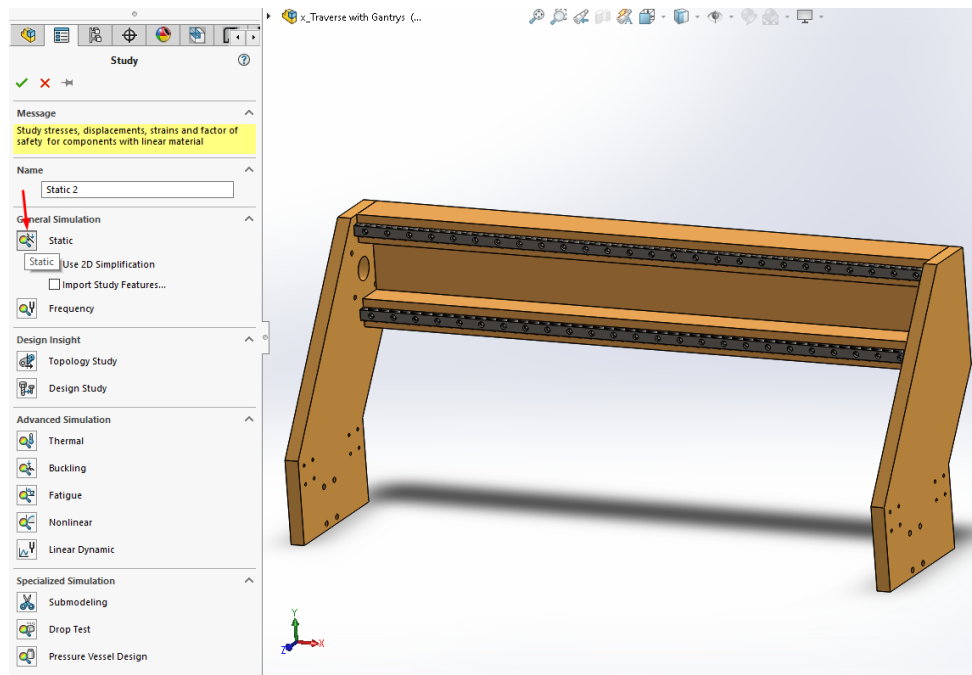 x_Traverse with Gantrys (...
Study
Message
Study stresses, displacements, strains and factor of
safety for components with linear material
Name
Static 2
General Simulation
Static
Static
Use 2D Simplification
Import Study Features...
Frequency
Design Insight
Topology Study
Design Study
Advanced Simulation
Thermal
Buckling
Fatigue
Nonlinear
Linear Dynamic
Specialized Simulation
Submodeling
Drop Test
Pressure Vessel Design
Y
X
Z